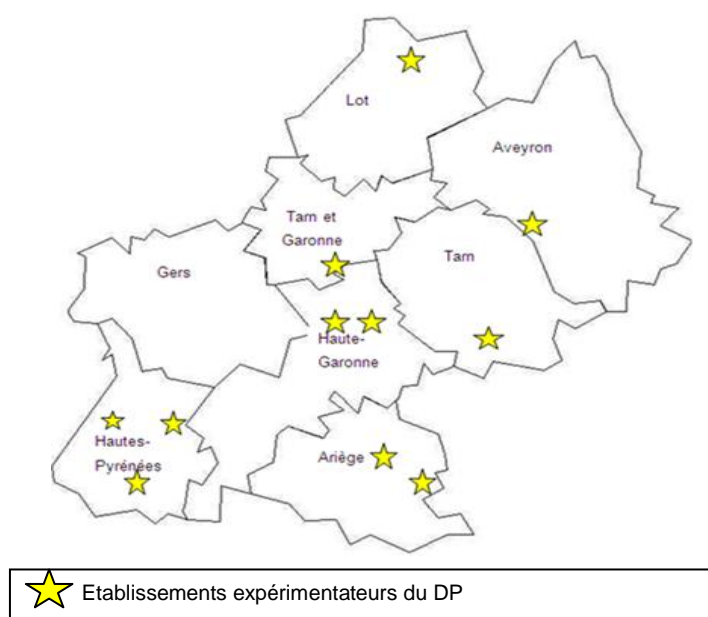 Lot
Aveyron
Tarn et
Garonne
Tarn
Gers
Haute-
Garonne
Hautes-
Pyrénées
Ariège
Etablissements expérimentateurs du DP